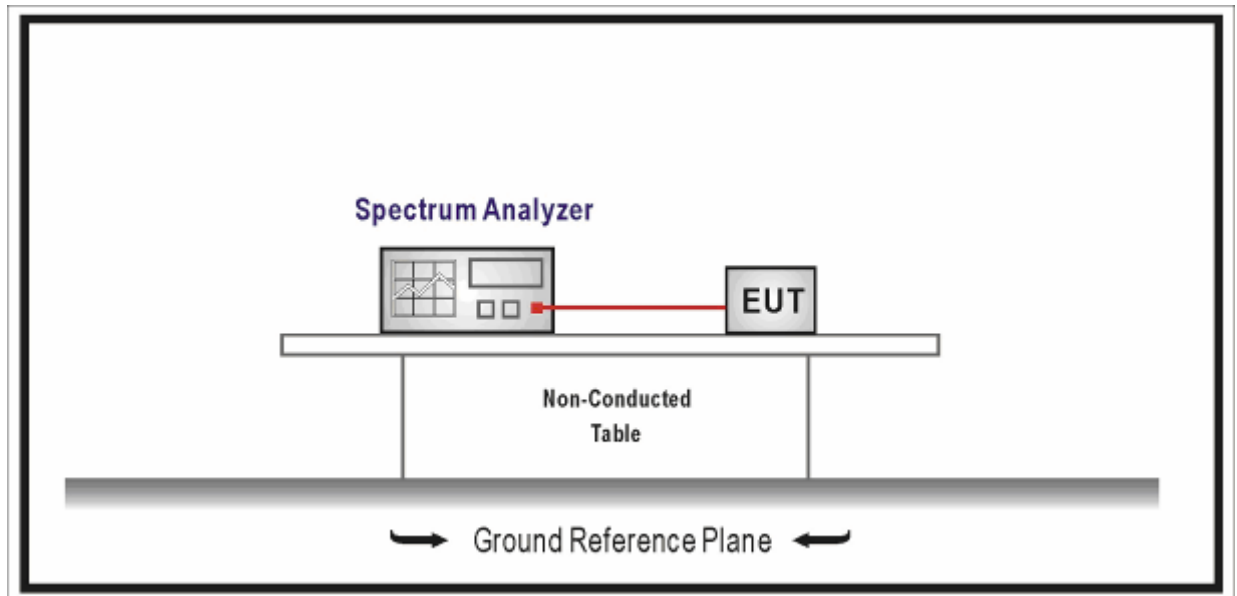 Spectrum Analyzer
EUT
Non-Conducted
Table
Ground Reference Plane